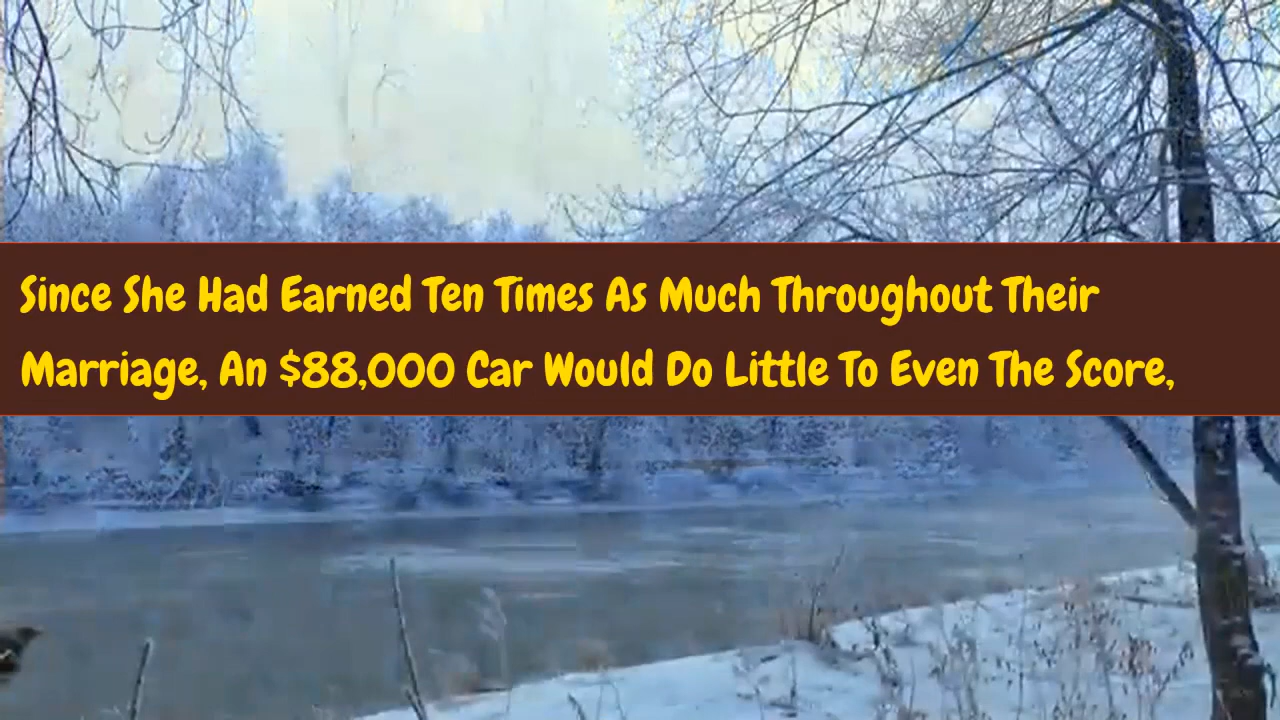 Since She Had Earned Ten Times As Much Throughout Their
Marriage, An $88,000 Car Would Do Little To Even The Score,